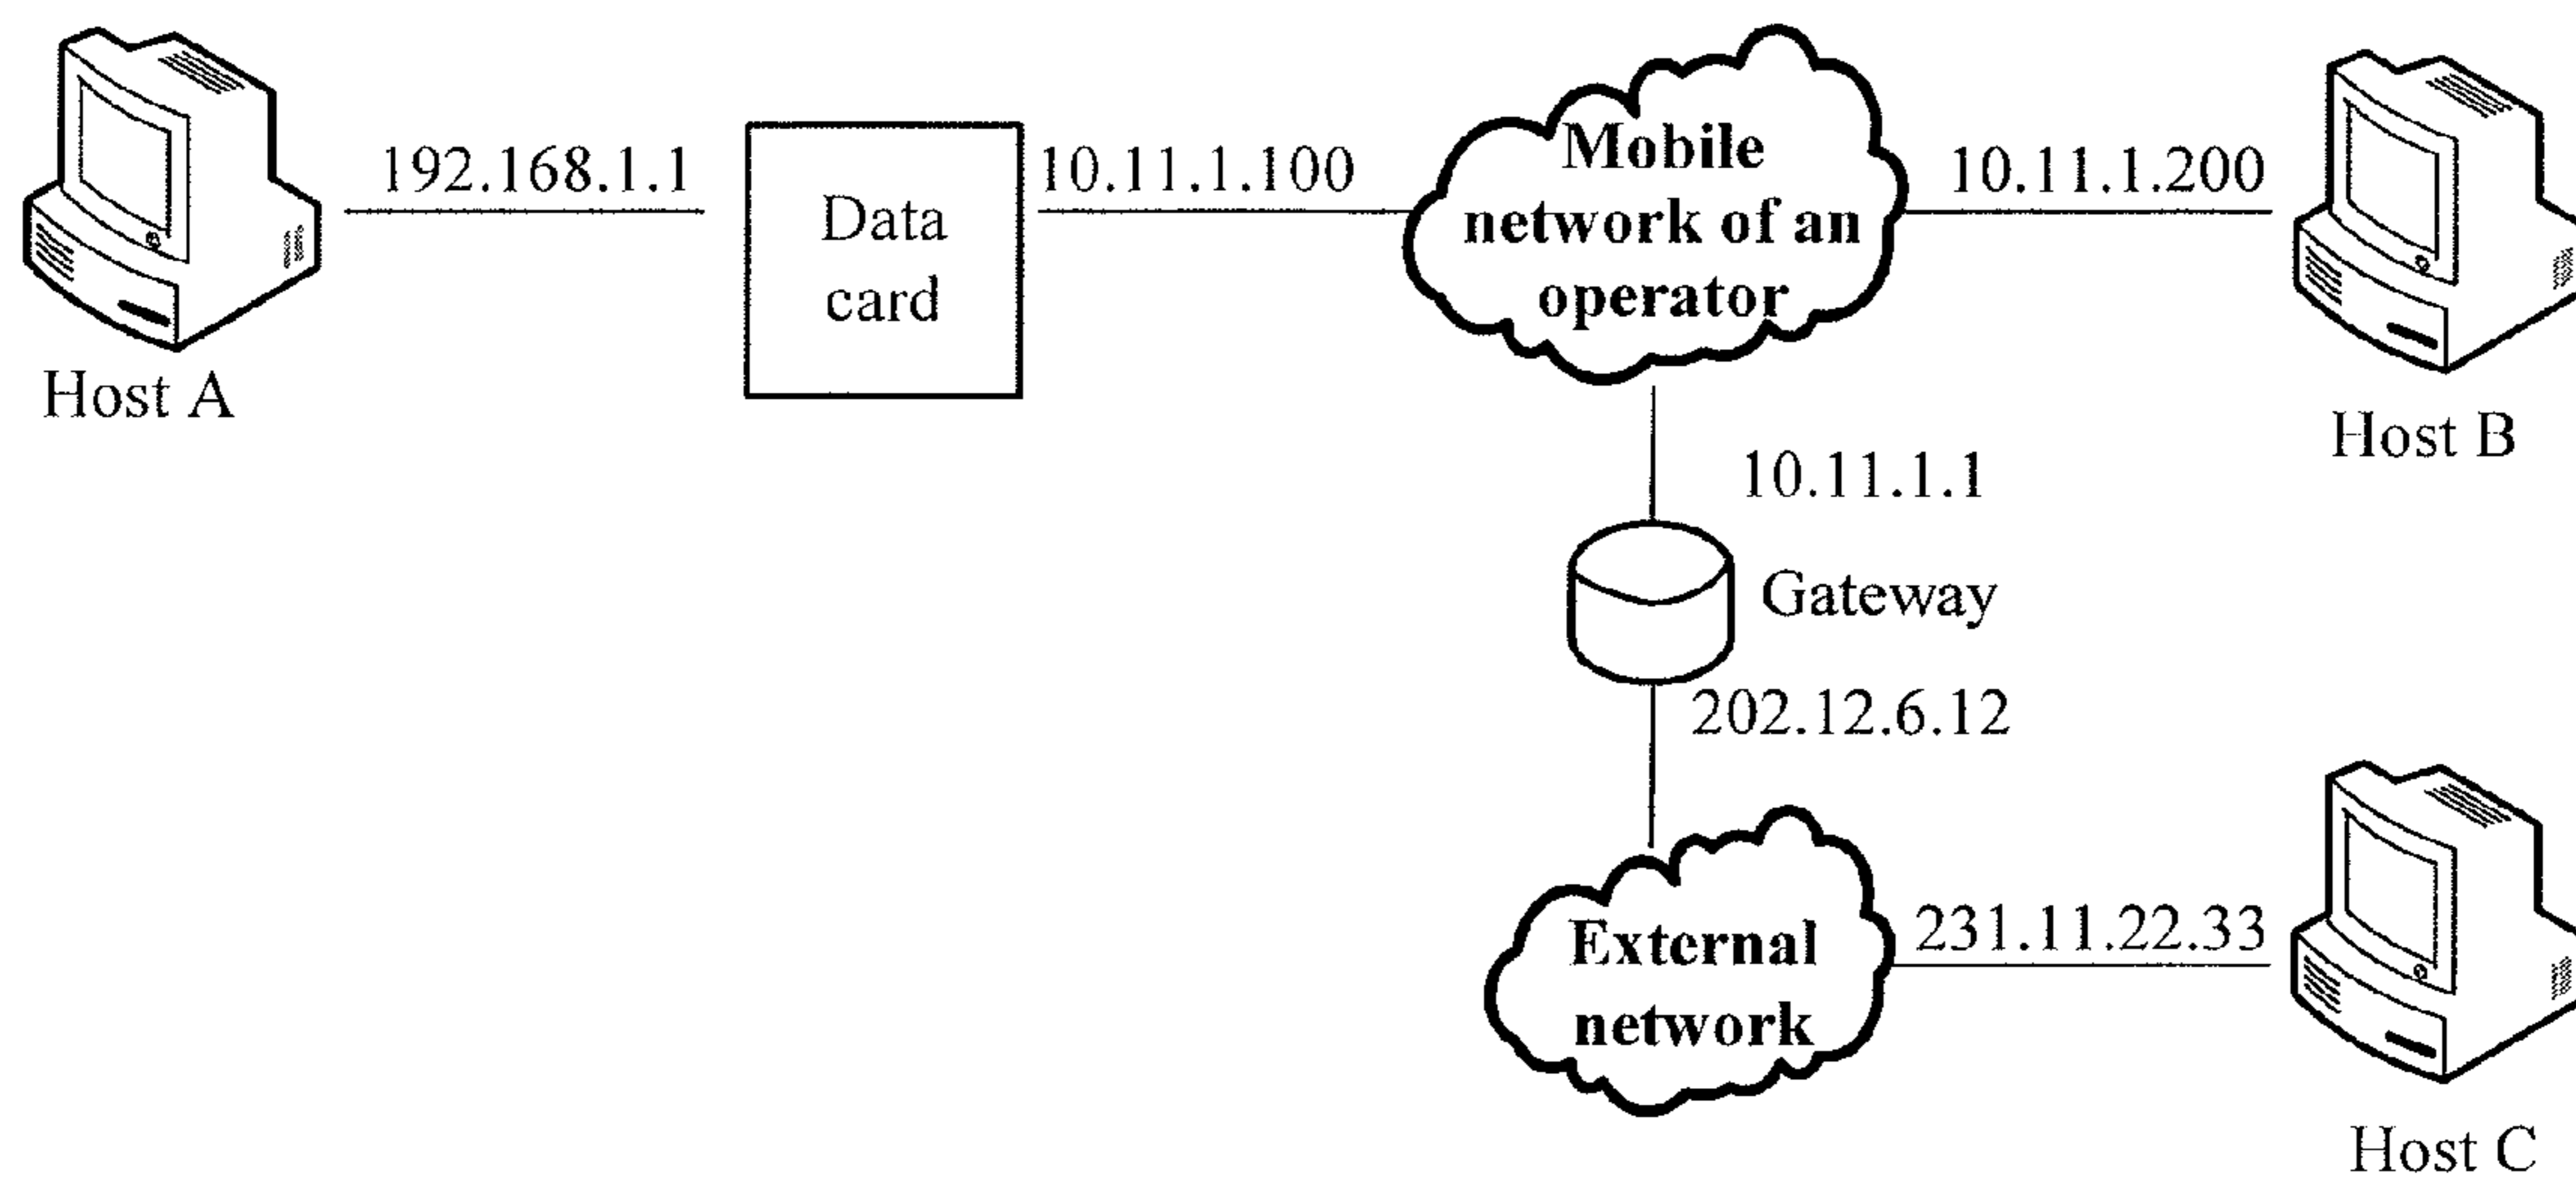 192.168.1.1
Host A
Data
card
10.11.1.100
Mobile
network of an
operator
10.11.1.200
Host B
10.11.1.1
Gateway
202.12.6.12
External
network
231.11.22.33
Host C